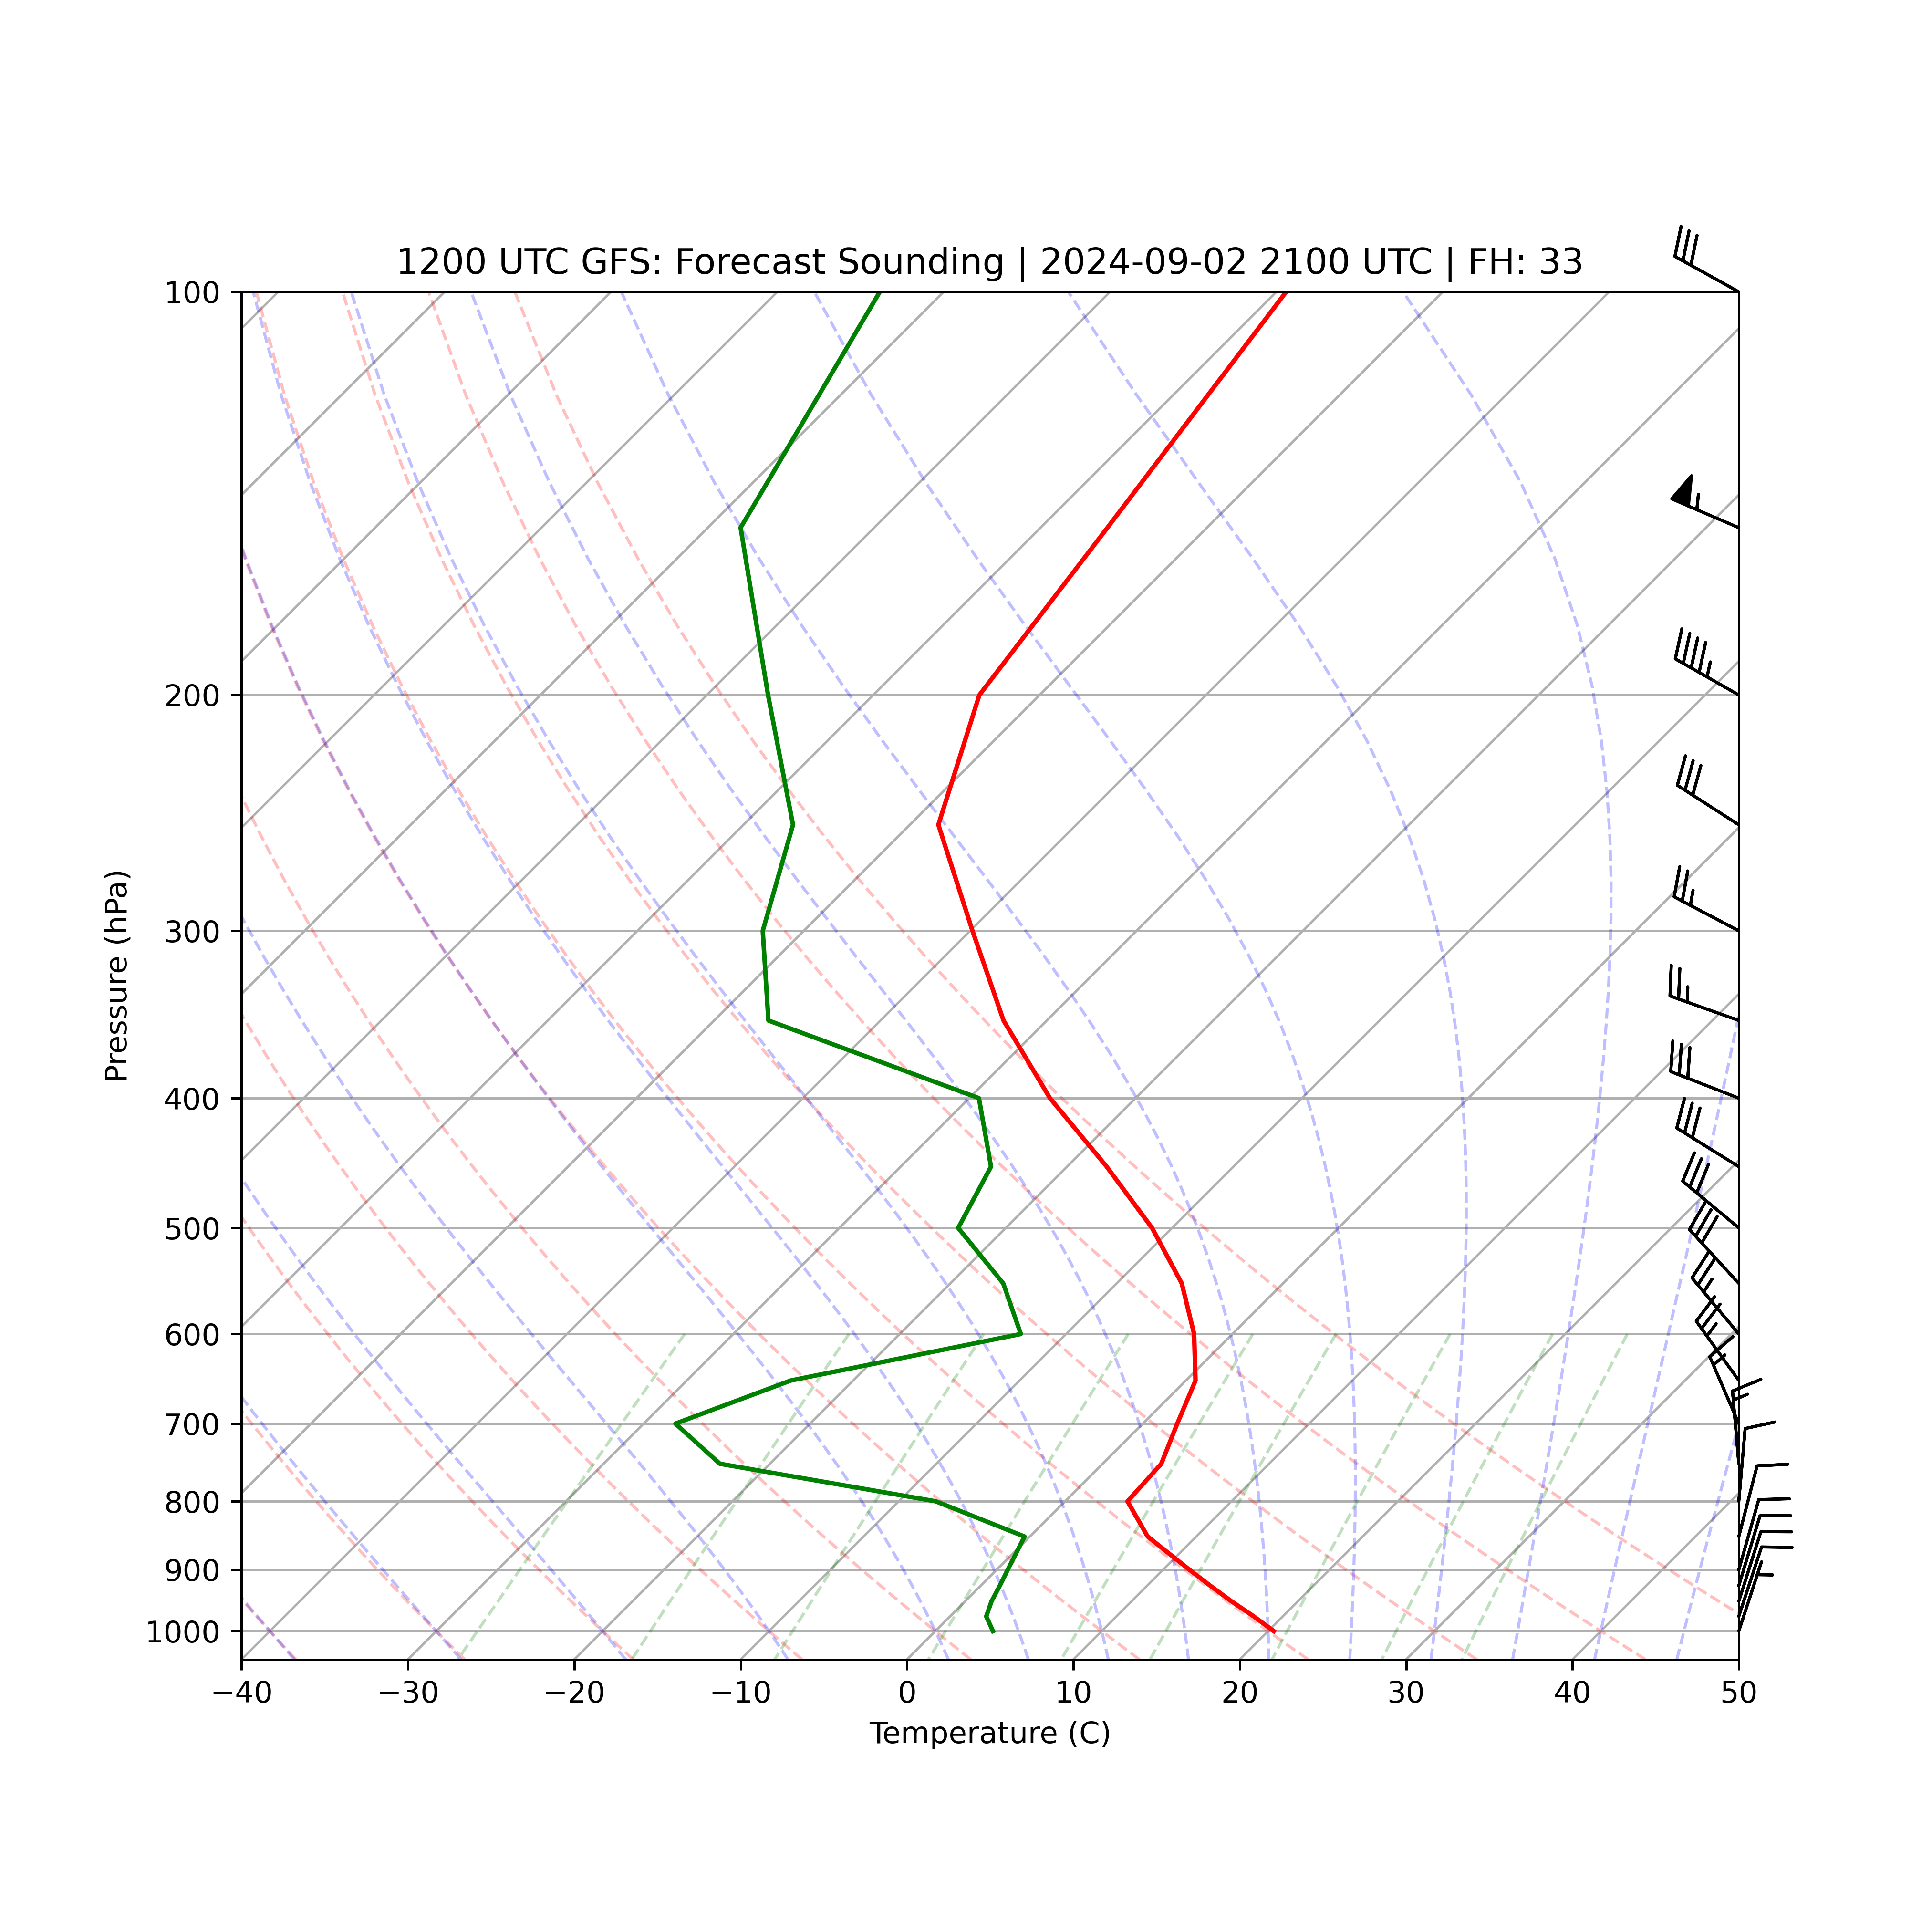 1200 UTC GFS: Forecast Sounding | 2024-09-02 2100 UTC | FH: 33
100
200
300
400
500
600
700
800
900
1000
Pressure (hPa)
−40 −30 −20 −10 0 10 20 30 40 50
Temperature (C)